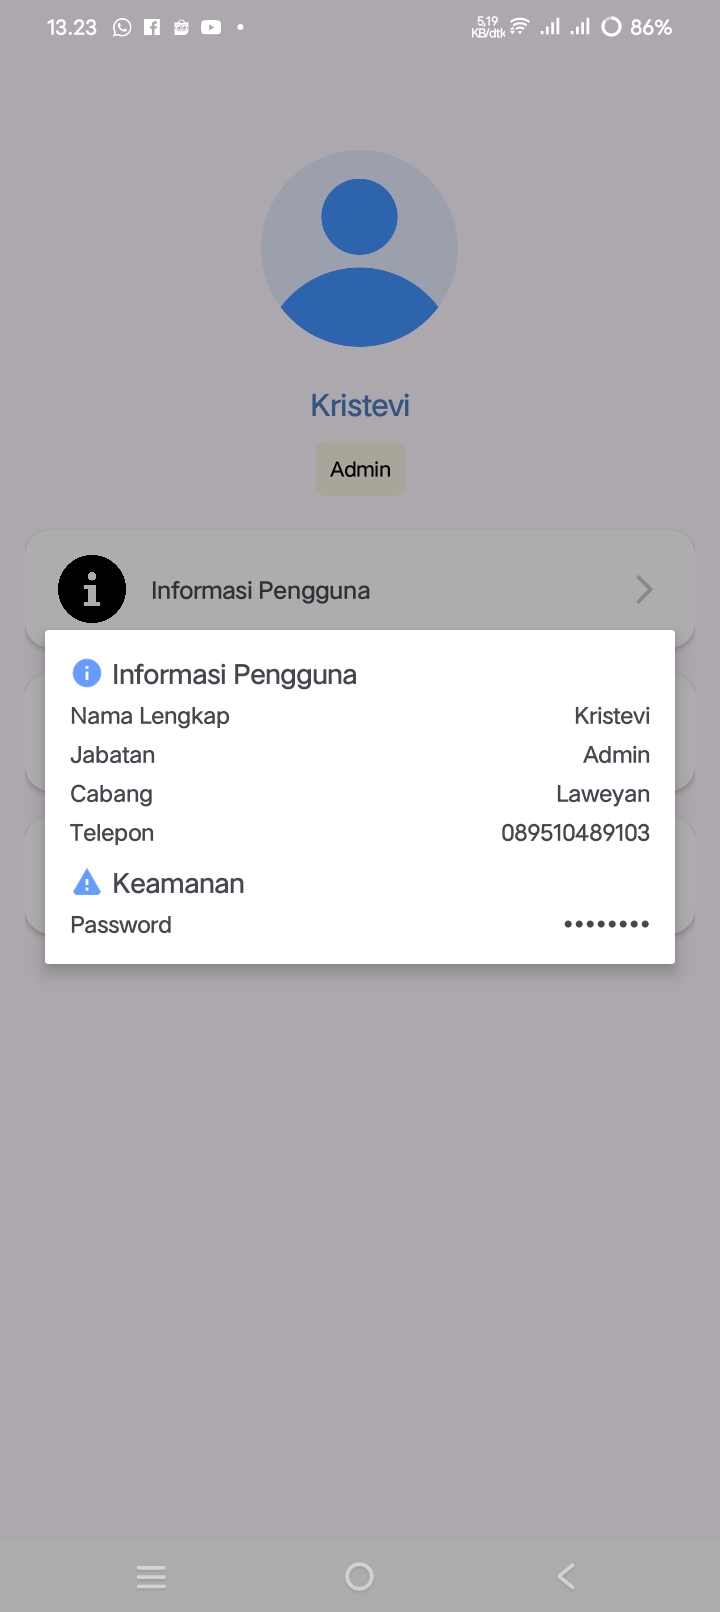 13.23
5,19
KB/dtk
86%
Kristevi
Admin
Informasi Pengguna
Informasi Pengguna
Nama Lengkap Kristevi
Jabatan Admin
Cabang Laweyan
Telepon 089510489103
Keamanan
Password ••••••••